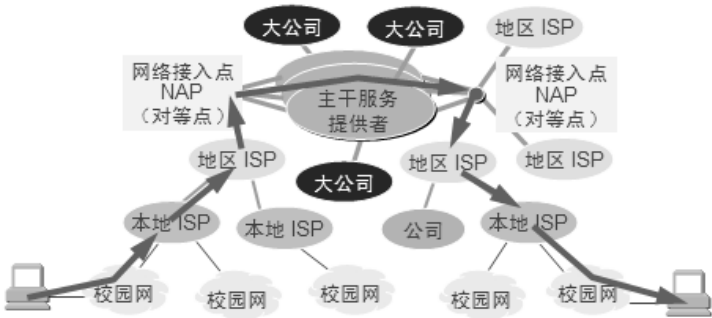 大公司
大公司
地区 ISP
网络接入点
NAP
（对等点）
主干服务
提供者
网络接入点
NAP
（对等点）
地区 ISP
大公司
地区 ISP
地区 ISP
本地 ISP
本地 ISP
公司
本地 ISP
校园网
校园网
校园网
校园网
校园网